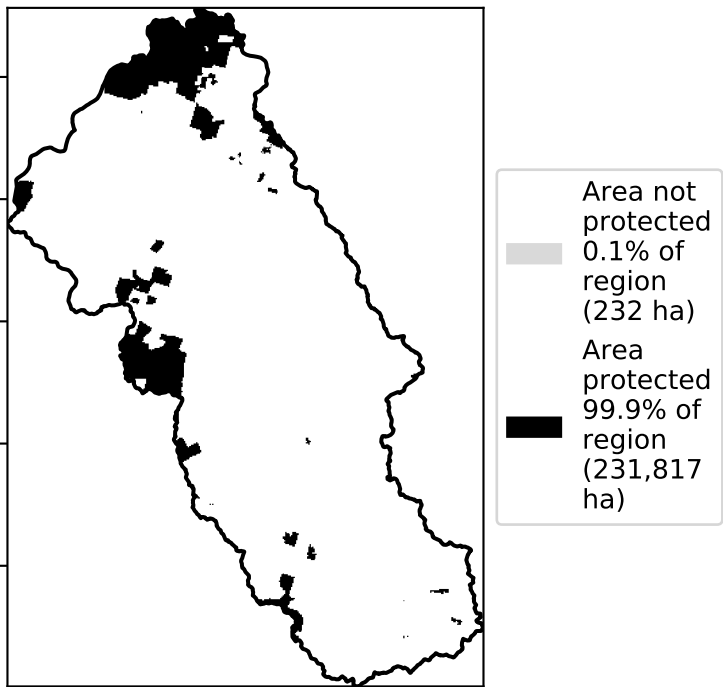 Area not
protected
0.1% of
region
(232 ha)
Area
protected
99.9% of
region
(231,817
ha)